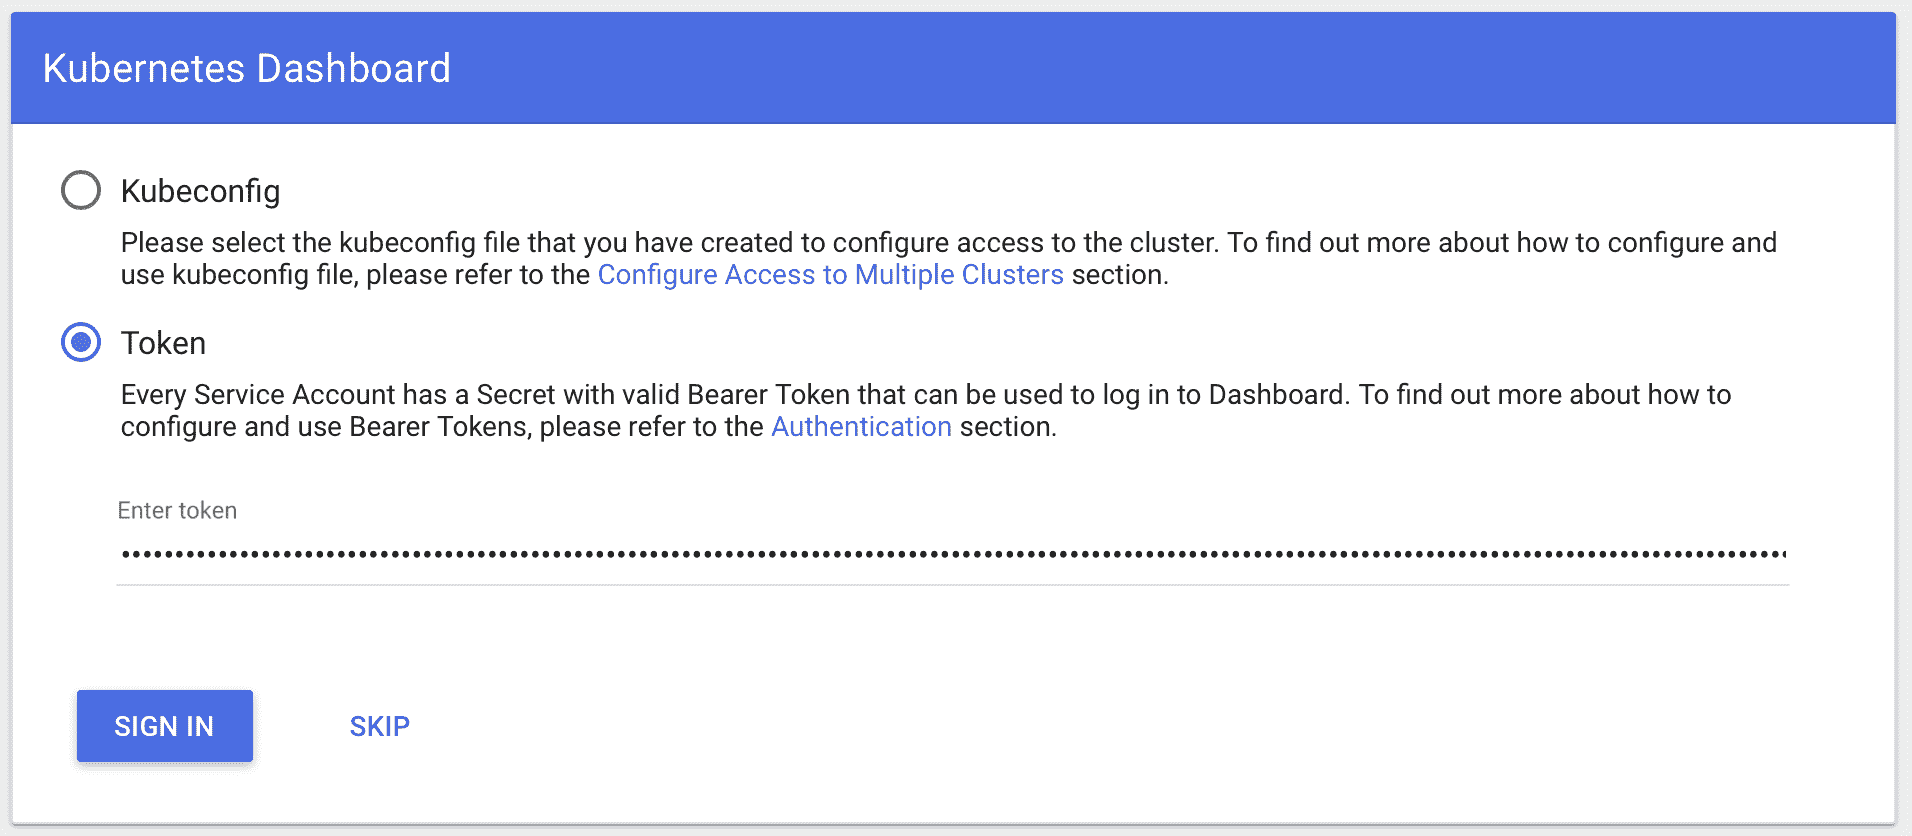 Kubernetes Dashboard
Kubeconfig
Please select the kubeconfig file that you have created to configure access to the cluster. To find out more about how to configure and
use kubeconfig file, please refer to the Configure Access to Multiple Clusters section.
Token
Every Service Account has a Secret with valid Bearer Token that can be used to log in to Dashboard. To find out more about how to
configure and use Bearer Tokens, please refer to the Authentication section.
Enter token
SIGN IN SKIP